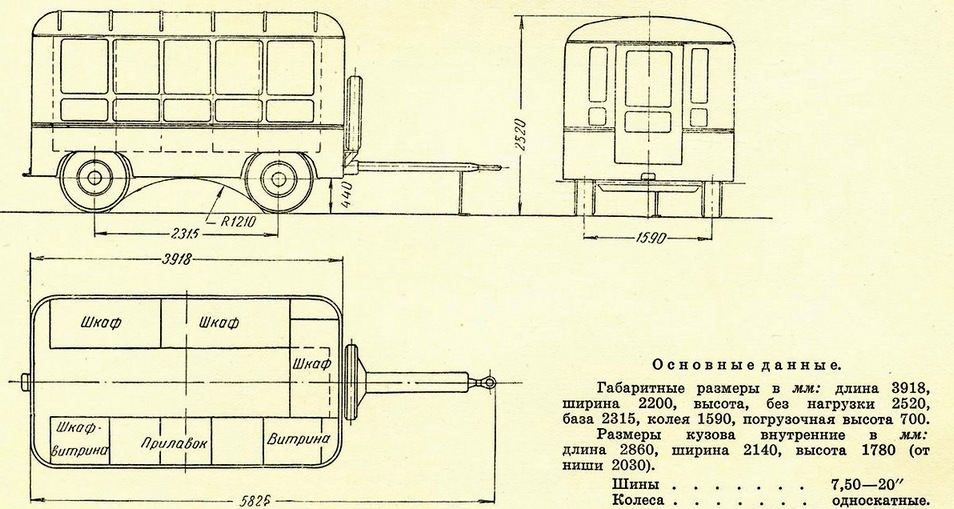 2520
440
R1210
2315
1590
3918
Шкаф
Шкаф
Шкаф
Шкаф-
витрина
Прилавок
Витрина
5825
Основные данные.
Габаритные размеры в мм: длина 3918,
ширина 2200, высота, без нагрузки 2520,
база 2315, колея 1590, погрузочная высота 700.
Размеры кузова внутренние в мм:
длина 2860, ширина 2140, высота 1780 (от
ниши 2030).
Шины . . . . . . . 7,50—20″
Колеса . . . . . . . односкатные.